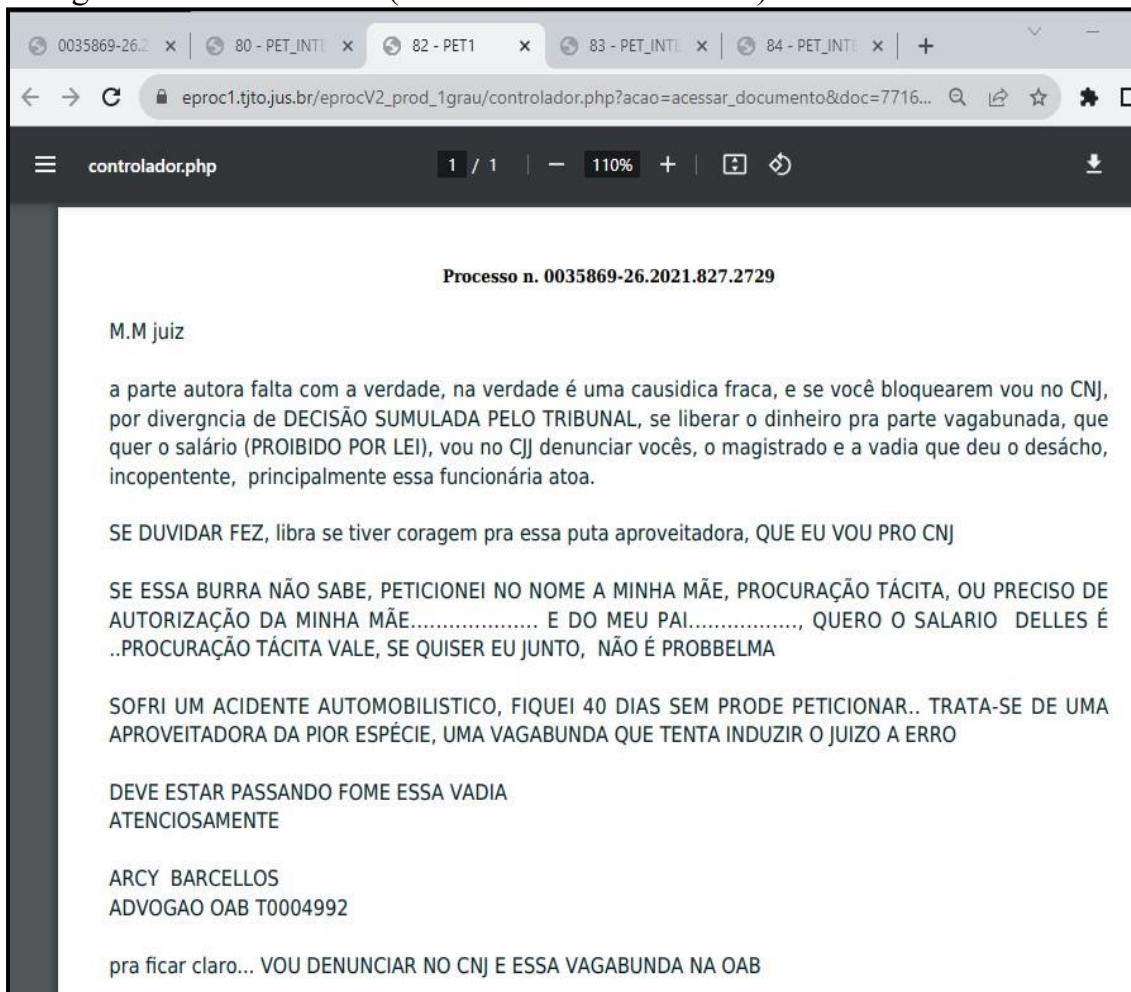 0035869-26.2
80 - PET_INTE
82 - PET1
83 - PET_INTE
84 - PET_INTE
eproc1.tjto.jus.br/eprocV2_prod_1grau/controlador.php?acao=acessar_documento&doc=7716...
controlador.php
1 / 1
110%
Processo n. 0035869-26.2021.827.2729
M.M juiz
a parte autora falta com a verdade, na verdade é uma causidica fraca, e se você bloquearem vou no CNJ,
por divergncia de DECISÃO SUMULADA PELO TRIBUNAL, se liberar o dinheiro pra parte vagabunada, que
quer o salário (PROIBIDO POR LEI), vou no CJJ denunciar vocês, o magistrado e a vadia que deu o desácho,
incopentente, principalmente essa funcionária atoa.
SE DUVIDAR FEZ, libra se tiver coragem pra essa puta aproveitadora, QUE EU VOU PRO CNJ
SE ESSA BURRA NÃO SABE, PETICIONEI NO NOME A MINHA MÃE, PROCURAÇÃO TÁCITA, OU PRECISO DE
AUTORIZAÇÃO DA MINHA MÃE.................... E DO MEU PAI................., QUERO O SALARIO DELLES É
..PROCURAÇÃO TÁCITA VALE, SE QUISER EU JUNTO, NÃO É PROBBELMA
SOFRI UM ACIDENTE AUTOMOBILISTICO, FIQUEI 40 DIAS SEM PRODE PETICIONAR.. TRATA-SE DE UMA
APROVEITADORA DA PIOR ESPÉCIE, UMA VAGABUNDA QUE TENTA INDUZIR O JUIZO A ERRO
DEVE ESTAR PASSANDO FOME ESSA VADIA
ATENCIOSAMENTE
ARCY BARCELLOS
ADVOGAO OAB T0004992
pra ficar claro... VOU DENUNCIAR NO CNJ E ESSA VAGABUNDA NA OAB